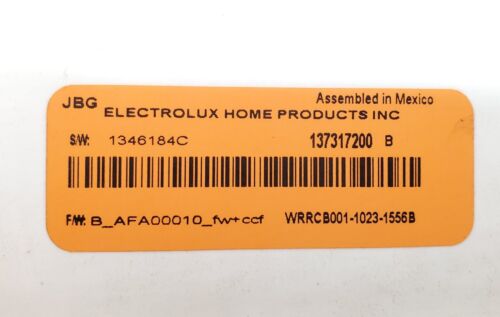 JBG Assembled in Mexico
ELECTROLUX HOME PRODUCTS INC
S/W: 1346184C 137317200 B
F/W: B_AFA00010_fw+ccf WRRCB001-1023-1556B